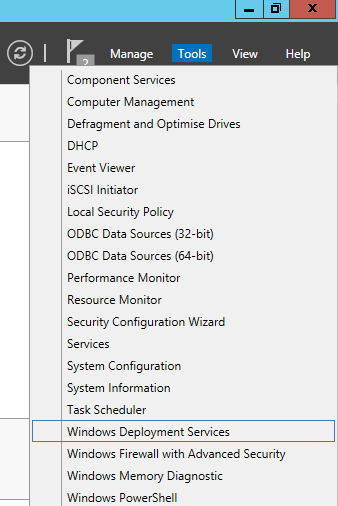 Manage Tools View Help
2
Component Services
Computer Management
Defragment and Optimise Drives
DHCP
Event Viewer
iSCSI Initiator
Local Security Policy
ODBC Data Sources (32-bit)
ODBC Data Sources (64-bit)
Performance Monitor
Resource Monitor
Security Configuration Wizard
Services
System Configuration
System Information
Task Scheduler
Windows Deployment Services
Windows Firewall with Advanced Security
Windows Memory Diagnostic
Windows PowerShell